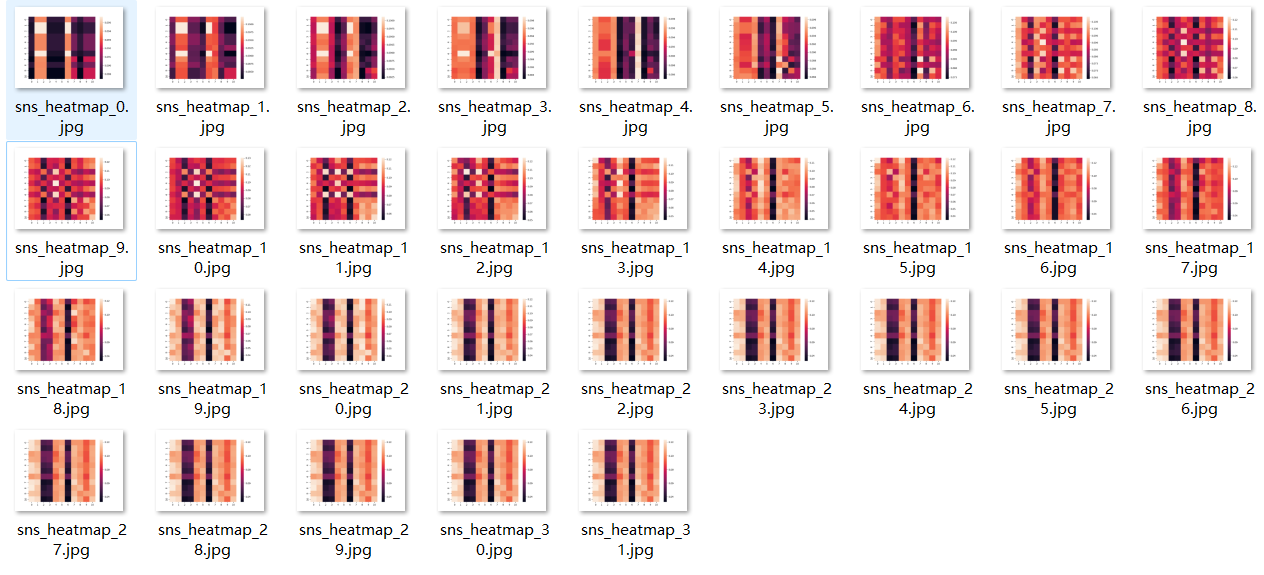 sns_heatmap_0.
jpg
sns_heatmap_1.
jpg
sns_heatmap_2.
jpg
sns_heatmap_3.
jpg
sns_heatmap_4.
jpg
sns_heatmap_5.
jpg
sns_heatmap_6.
jpg
sns_heatmap_7.
jpg
sns_heatmap_8.
jpg
sns_heatmap_9.
jpg
sns_heatmap_1
0.jpg
sns_heatmap_1
1.jpg
sns_heatmap_1
2.jpg
sns_heatmap_1
3.jpg
sns_heatmap_1
4.jpg
sns_heatmap_1
5.jpg
sns_heatmap_1
6.jpg
sns_heatmap_1
7.jpg
sns_heatmap_1
8.jpg
sns_heatmap_1
9.jpg
sns_heatmap_2
0.jpg
sns_heatmap_2
1.jpg
sns_heatmap_2
2.jpg
sns_heatmap_2
3.jpg
sns_heatmap_2
4.jpg
sns_heatmap_2
5.jpg
sns_heatmap_2
6.jpg
sns_heatmap_2
7.jpg
sns_heatmap_2
8.jpg
sns_heatmap_2
9.jpg
sns_heatmap_3
0.jpg
sns_heatmap_3
1.jpg